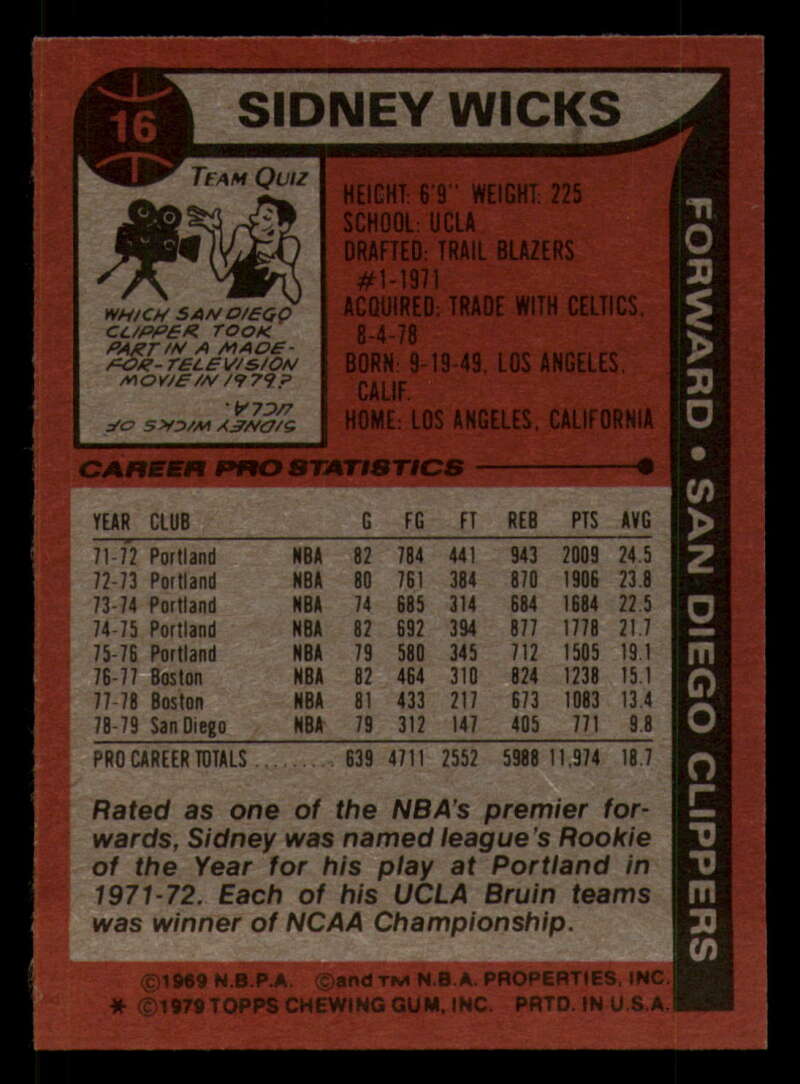 16
SIDNEY WICKS
TEAM QUIZ
WHICH SAN DIEGO
CLIPPER TOOK
PART IN A MADE-
FOR-TELEVISION
MOVIE IN 1979?
SIDNEY WICKS OF
"UCLA."
HEIGHT: 6'9" WEIGHT: 225
SCHOOL: UCLA
DRAFTED: TRAIL BLAZERS
#1-1971
ACQUIRED: TRADE WITH CELTICS,
8-4-78
BORN: 9-19-49, LOS ANGELES,
CALIF.
HOME: LOS ANGELES, CALIFORNIA
FORWARD • SAN DIEGO CLIPPERS
CAREER PRO STATISTICS
YEAR CLUB G FG FT REB PTS AVG
71-72 Portland NBA 82 784 441 943 2009 24.5
72-73 Portland NBA 80 761 384 870 1906 23.8
73-74 Portland NBA 74 685 314 684 1684 22.5
74-75 Portland NBA 82 692 394 877 1778 21.7
75-76 Portland NBA 79 580 345 712 1505 19.1
76-77 Boston NBA 82 464 310 824 1238 15.1
77-78 Boston NBA 81 433 217 673 1083 13.4
78-79 San Diego NBA 79 312 147 405 771 9.8
PRO CAREER TOTALS ......... 639 4711 2552 5988 11,974 18.7
Rated as one of the NBA's premier for-
wards, Sidney was named league's Rookie
of the Year for his play at Portland in
1971-72. Each of his UCLA Bruin teams
was winner of NCAA Championship.
©1969 N.B.P.A. ©and TM N.B.A. PROPERTIES, INC.
* ©1979 TOPPS CHEWING GUM, INC. PRTD. IN U.S.A.